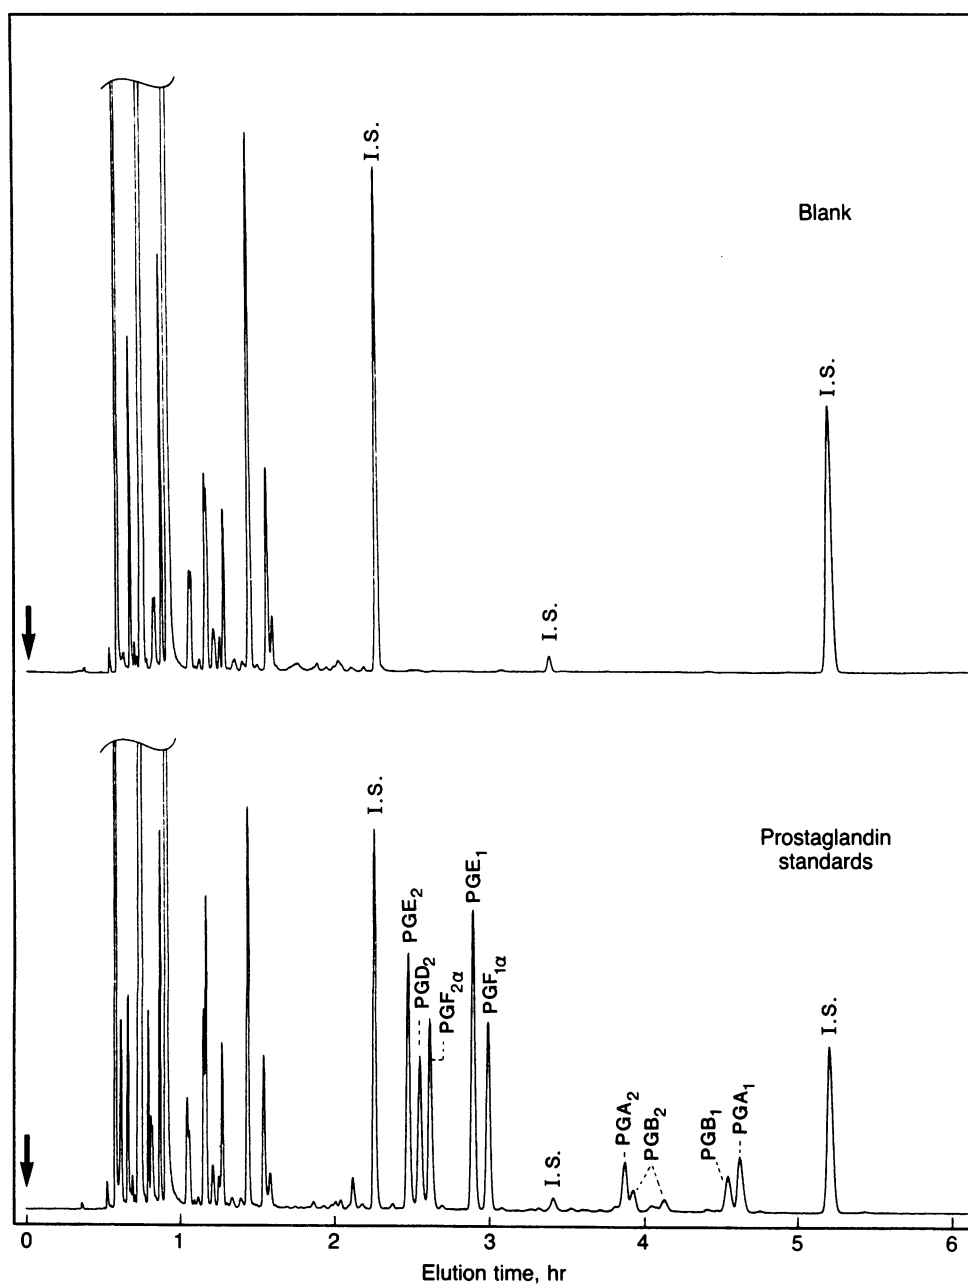 I.S.
Blank
I.S.
I.S.
Prostaglandin
standards
I.S.
PGE₁
PGE₂
PGD₂
PGF₂α
PGF₁α
I.S.
PGA₂
PGB₂
PGB₁
PGA₁
I.S.
0 1 2 3 4 5 6
Elution time, hr